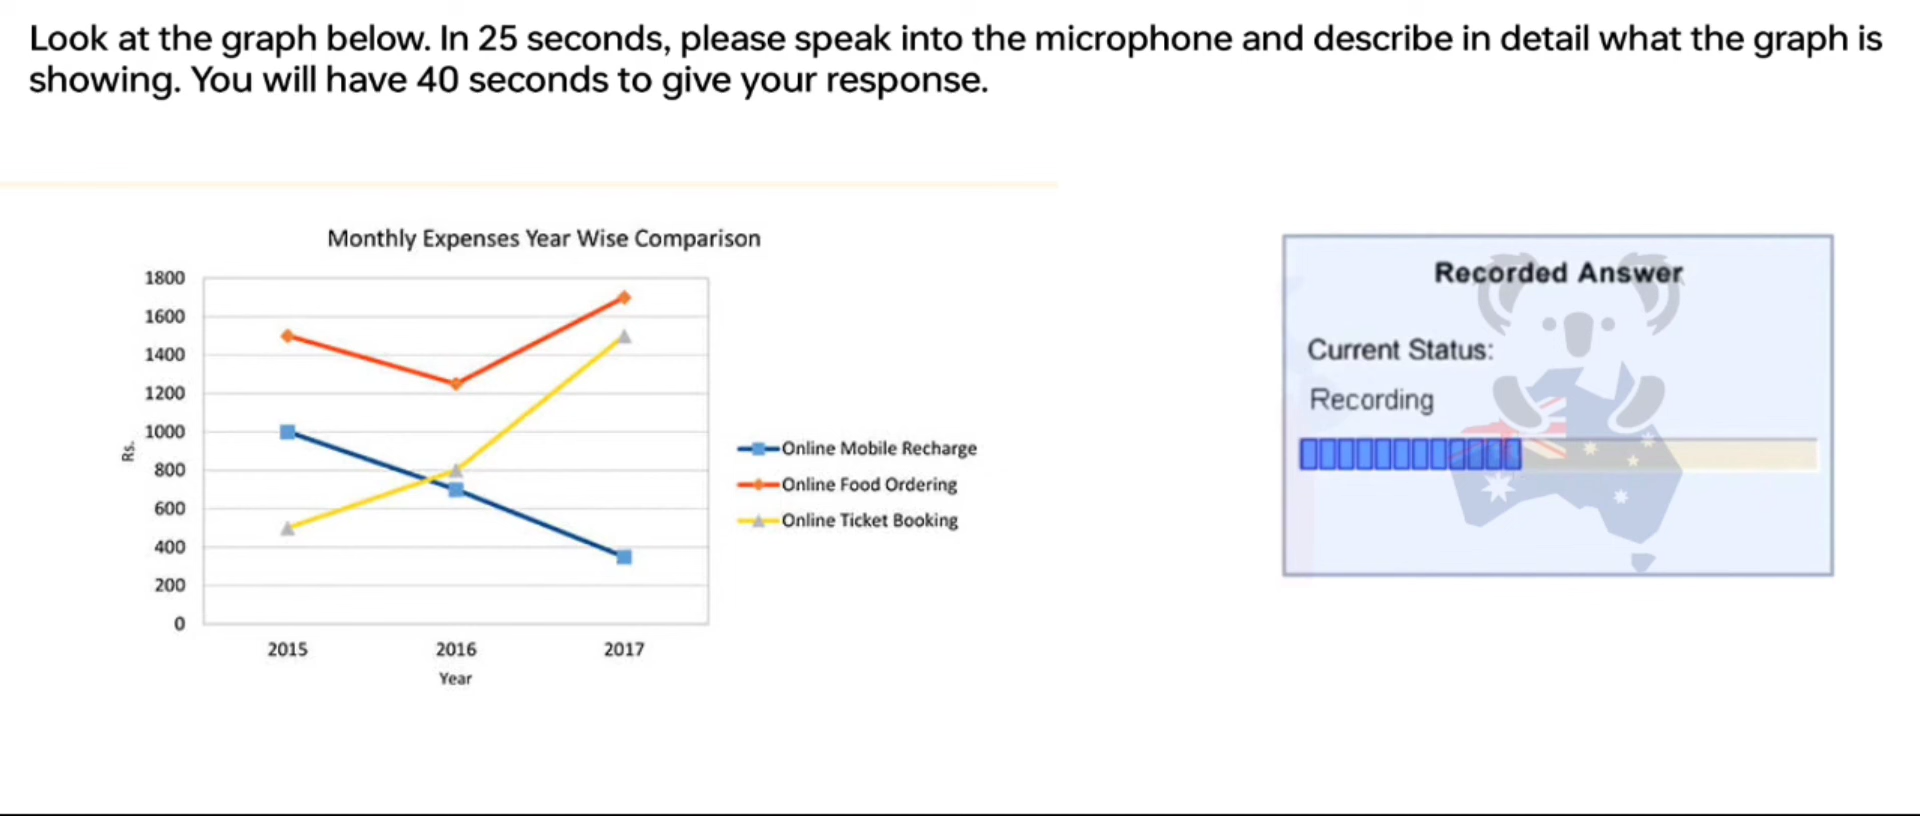 Look at the graph below. In 25 seconds, please speak into the microphone and describe in detail what the graph is
showing. You will have 40 seconds to give your response.
Monthly Expenses Year Wise Comparison
1800
1600
1400
1200
1000
800
600
400
200
0
Rs.
2015 2016 2017
Year
Online Mobile Recharge
Online Food Ordering
Online Ticket Booking
Recorded Answer
Current Status:
Recording